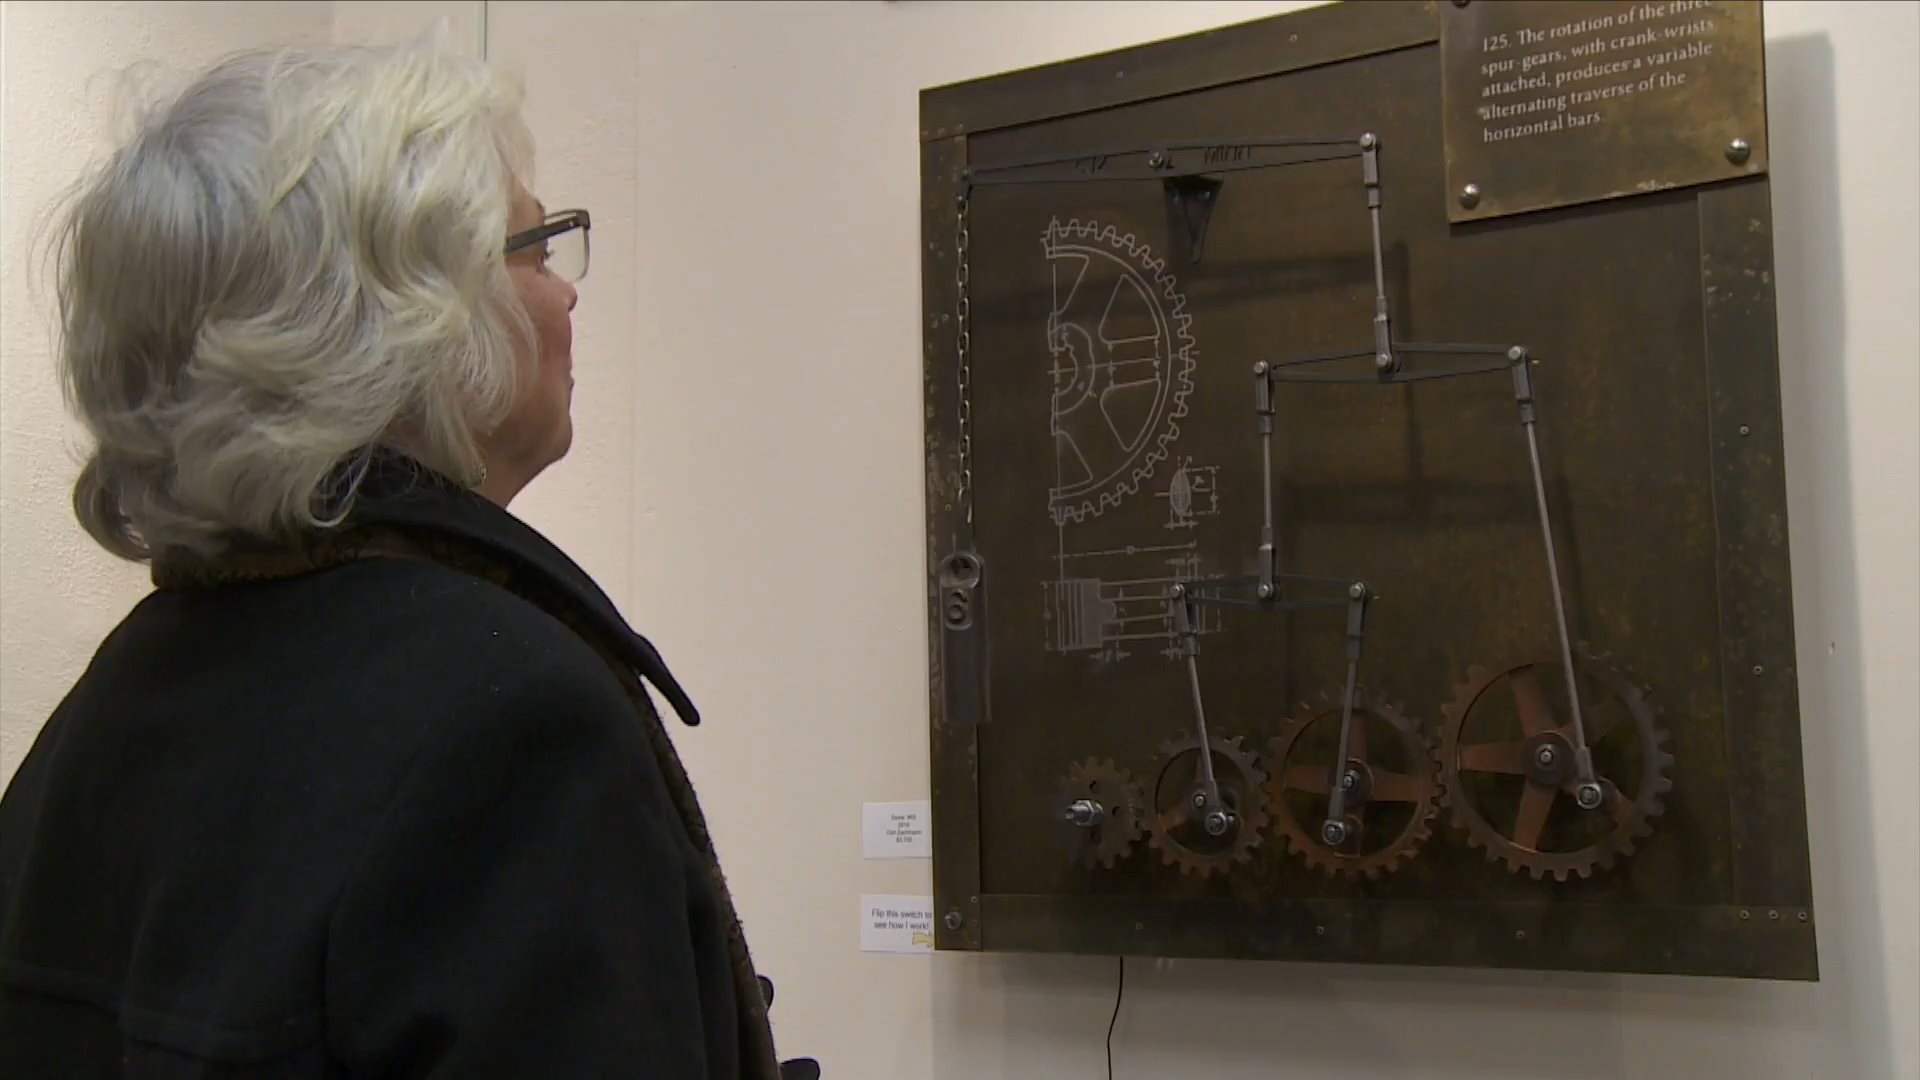 125. The rotation of the three
spur-gears, with crank-wrists
attached, produces a variable
alternating traverse of the
horizontal bars.
6
Flip this switch to
see how I work!